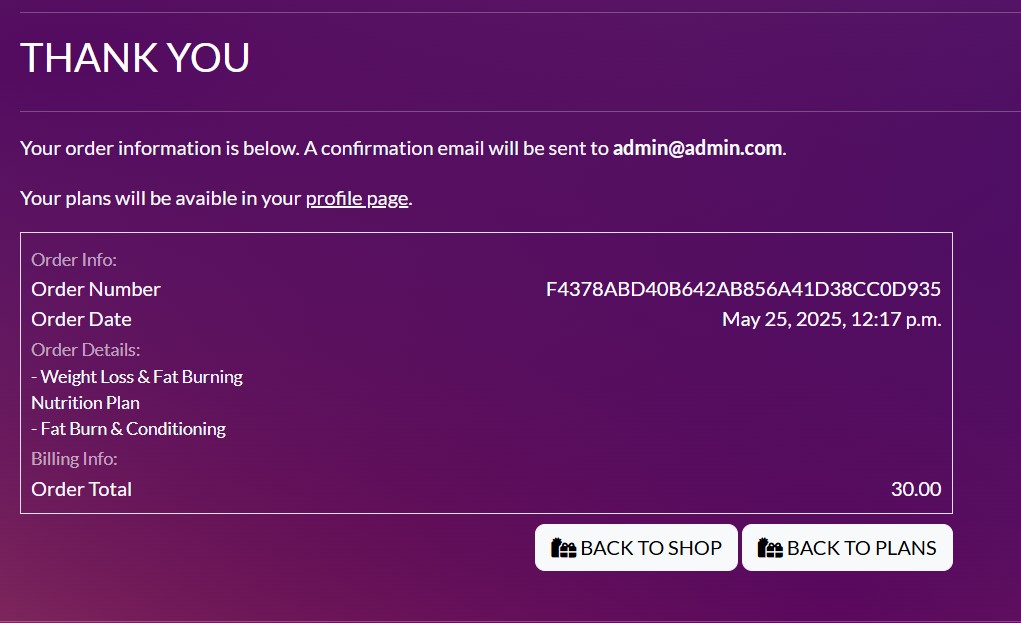 THANK YOU
Your order information is below. A confirmation email will be sent to admin@admin.com.
Your plans will be avaible in your profile page.
Order Info:
Order Number F4378ABD40B642AB856A41D38CC0D935
Order Date May 25, 2025, 12:17 p.m.
Order Details:
- Weight Loss & Fat Burning
Nutrition Plan
- Fat Burn & Conditioning
Billing Info:
Order Total 30.00
BACK TO SHOP BACK TO PLANS